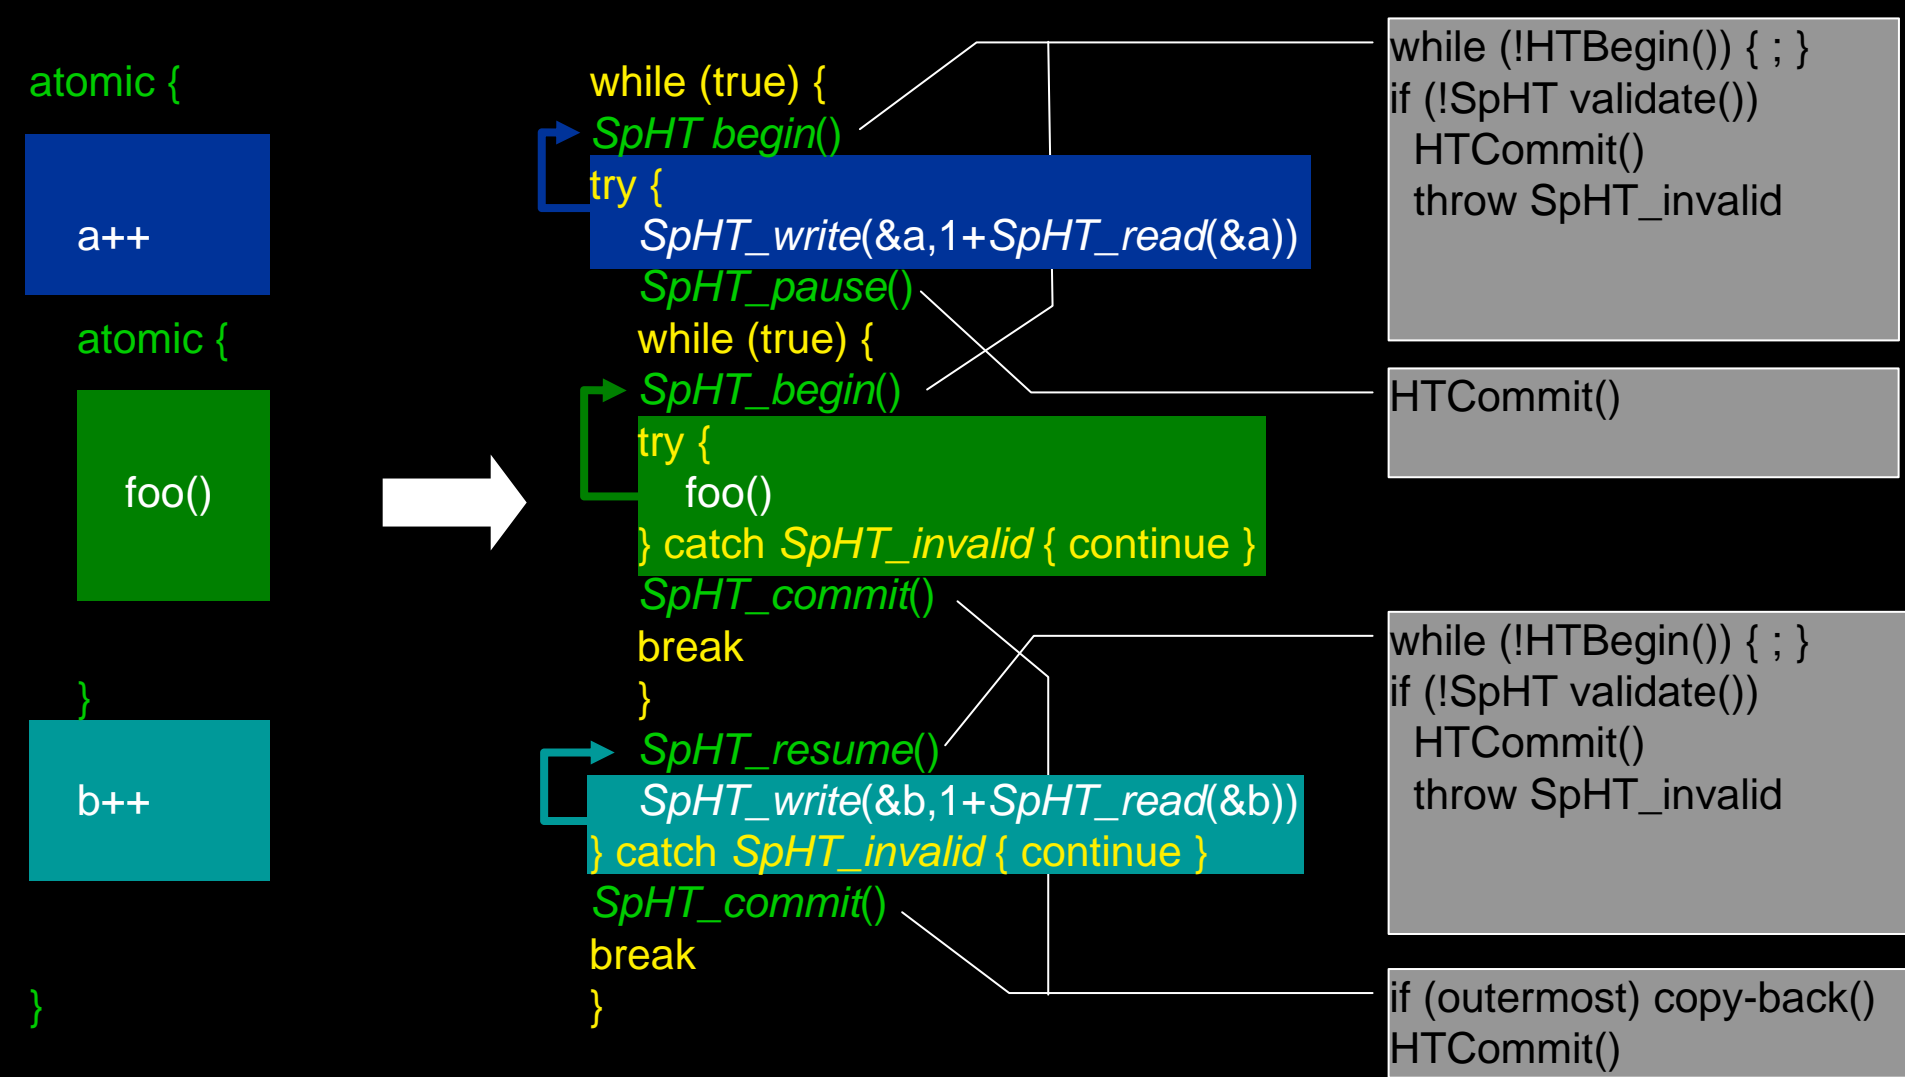 atomic {
a++
atomic {
foo()
}
b++
}
while (true) {
SpHT begin()
try {
SpHT_write(&a,1+SpHT_read(&a))
SpHT_pause()
while (true) {
SpHT_begin()
try {
foo()
} catch SpHT_invalid { continue }
SpHT_commit()
break
}
SpHT_resume()
SpHT_write(&b,1+SpHT_read(&b))
} catch SpHT_invalid { continue }
SpHT_commit()
break
}
while (!HTBegin()) { ; }
if (!SpHT validate())
HTCommit()
throw SpHT_invalid
HTCommit()
while (!HTBegin()) { ; }
if (!SpHT validate())
HTCommit()
throw SpHT_invalid
if (outermost) copy-back()
HTCommit()